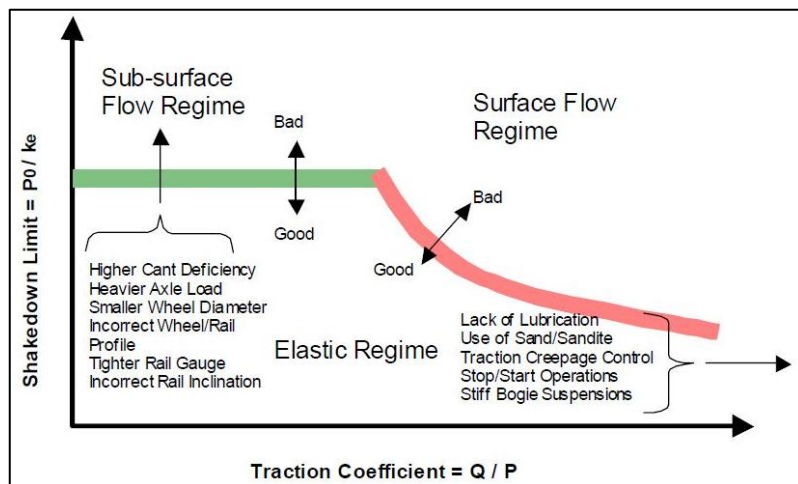 Shakedown Limit = P0 / ke
Sub-surface
Flow Regime
Surface Flow
Regime
Bad
Good
Bad
Good
Higher Cant Deficiency
Heavier Axle Load
Smaller Wheel Diameter
Incorrect Wheel/Rail
Profile
Tighter Rail Gauge
Incorrect Rail Inclination
Elastic Regime
Lack of Lubrication
Use of Sand/Sandite
Traction Creepage Control
Stop/Start Operations
Stiff Bogie Suspensions
Traction Coefficient = Q / P